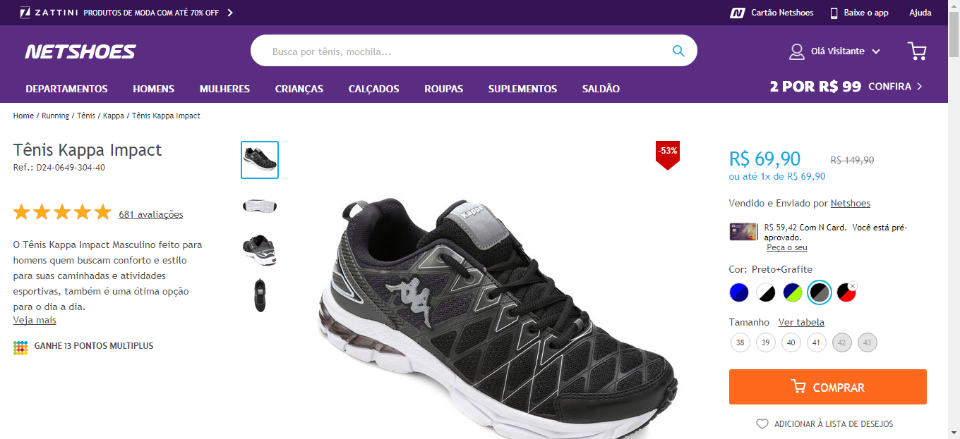 ZATTINI PRODUTOS DE MODA COM ATÉ 70% OFF
Cartão Netshoes
Baixe o app
Ajuda
NETSHOES
Busca por tênis, mochila...
Olá Visitante
DEPARTAMENTOS HOMENS MULHERES CRIANÇAS CALÇADOS ROUPAS SUPLEMENTOS SALDÃO
2 POR R$ 99 CONFIRA
Home / Running / Tênis / Kappa / Tênis Kappa Impact
Tênis Kappa Impact
Ref.: D24-0649-304-40
681 avaliações
O Tênis Kappa Impact Masculino feito para
homens quem buscam conforto e estilo
para suas caminhadas e atividades
esportivas, também é uma ótima opção
para o dia a dia.
Veja mais
GANHE 13 PONTOS MULTIPLUS
Kappa
-53%
R$ 69,90 R$ 149,90
ou até 1x de R$ 69,90
Vendido e Enviado por Netshoes
R$ 59,42 Com N Card. Você está pré-
aprovado.
Peça o seu
Cor: Preto+Grafite
Tamanho Ver tabela
38 39 40 41 42 43
COMPRAR
ADICIONAR À LISTA DE DESEJOS